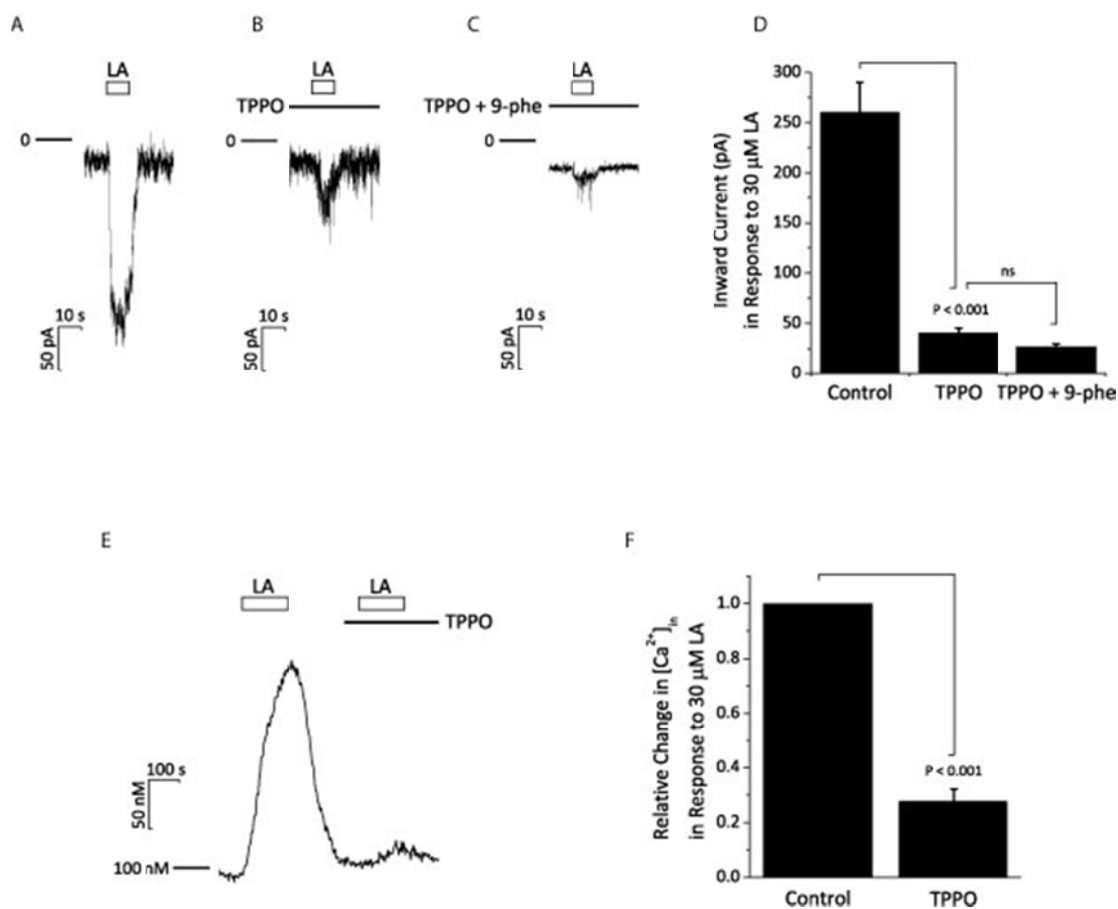 A
LA
0
10 s
50 pA
B
LA
TPPO
0
10 s
50 pA
C
LA
TPPO + 9-phe
0
10 s
50 pA
D
Inward Current (pA)
in Response to 30 μM LA
300
250
200
150
100
50
0
ns
P < 0.001
Control
TPPO
TPPO + 9-phe
E
LA
LA
TPPO
100 s
50 nM
100 nM
F
Relative Change in [Ca²⁺]in
in Response to 30 μM LA
1.0
0.8
0.6
0.4
0.2
0.0
P < 0.001
Control
TPPO